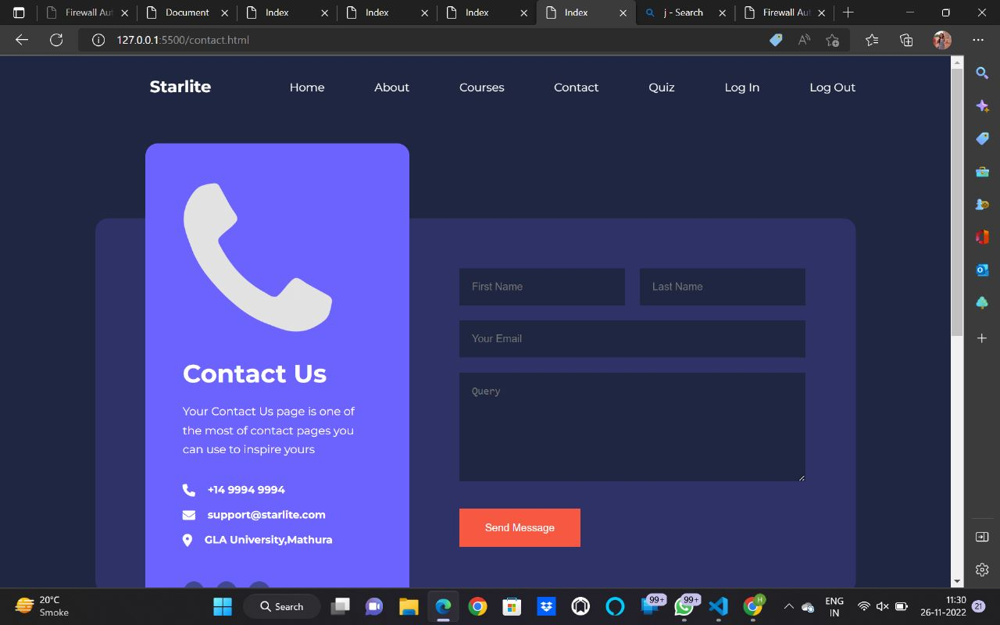 Firewall Aut
Document
Index
Index
Index
Index
j - Search
Firewall Aut
127.0.0.1:5500/contact.html
Starlite
Home
About
Courses
Contact
Quiz
Log In
Log Out
Contact Us
Your Contact Us page is one of
the most of contact pages you
can use to inspire yours
+14 9994 9994
support@starlite.com
GLA University,Mathura
First Name
Last Name
Your Email
Query
Send Message
20°C
Smoke
Search
99+
99+
H
ENG
IN
11:30
26-11-2022
21